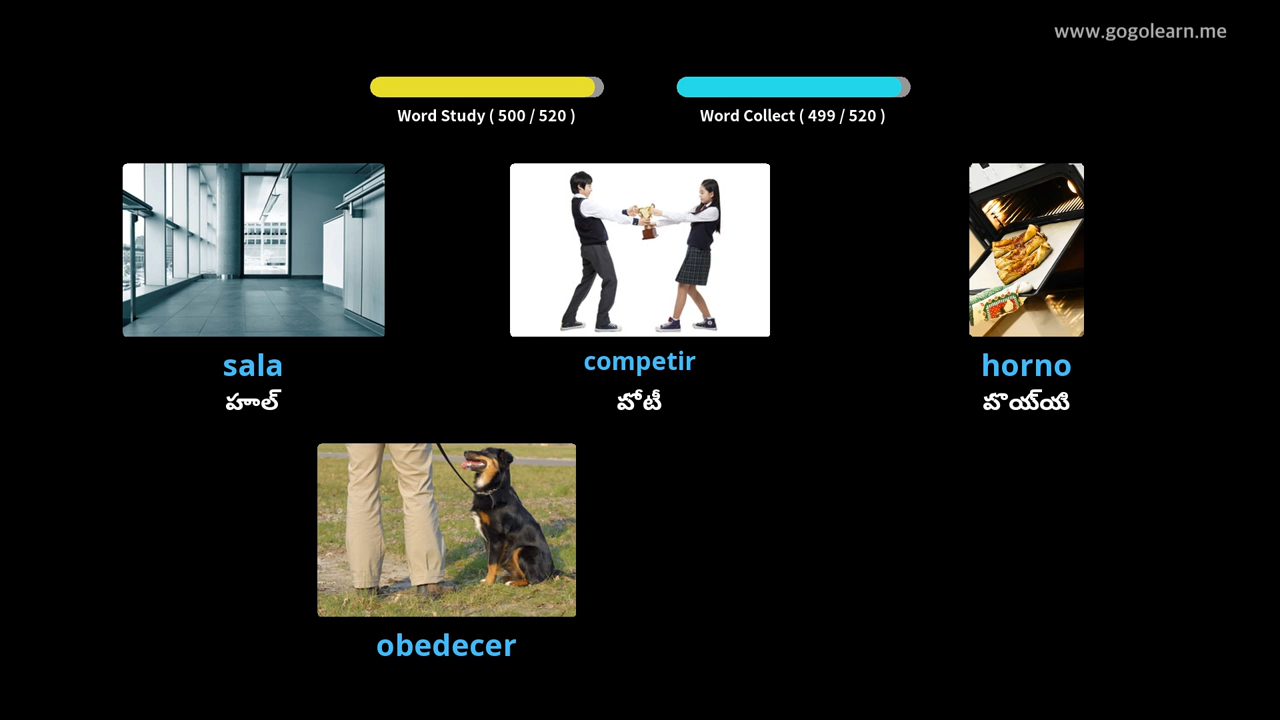 www.gogolearn.me
Word Study ( 500 / 520 )
Word Collect ( 499 / 520 )
sala
competir
horno
హాల్
పోటీ
పొయ్యి
obedecer